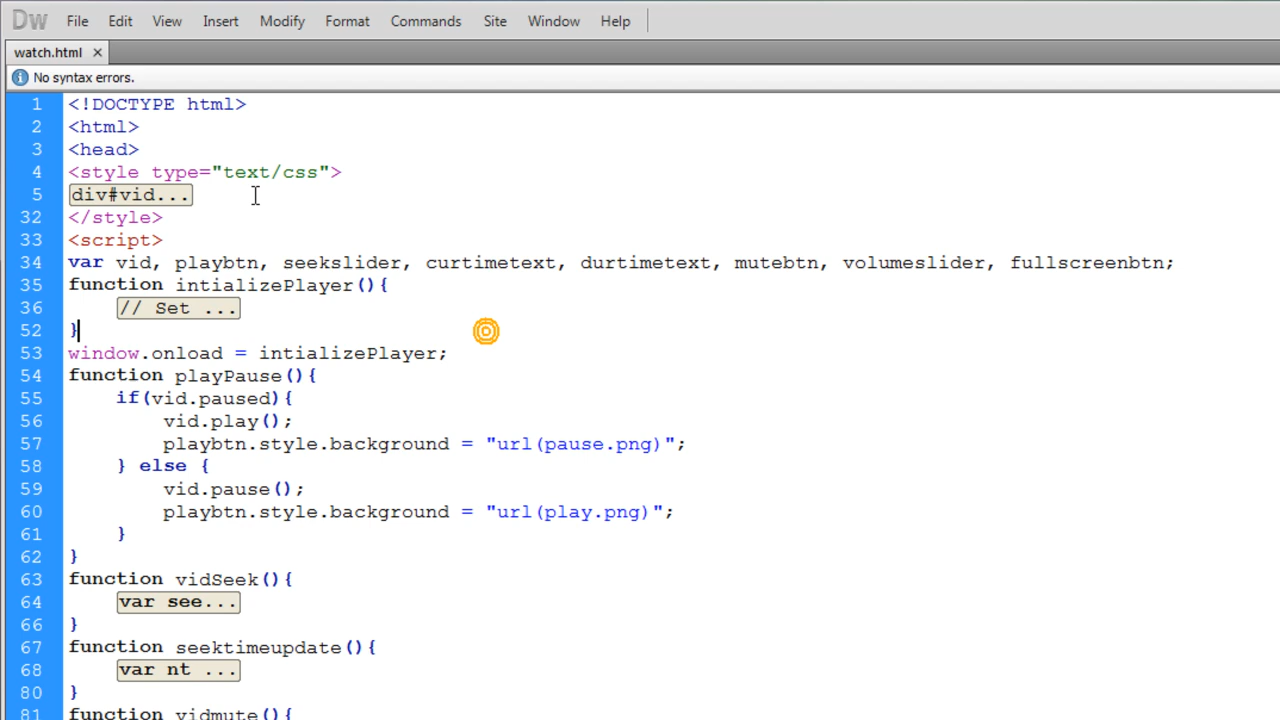 Dw File Edit View Insert Modify Format Commands Site Window Help
watch.html ×
No syntax errors.
1 <!DOCTYPE html>
2 <html>
3 <head>
4 <style type="text/css">
5 div#vid...
32 </style>
33 <script>
34 var vid, playbtn, seekslider, curtimetext, durtimetext, mutebtn, volumeslider, fullscreenbtn;
35 function intializePlayer(){
36 // Set ...
52 }
53 window.onload = intializePlayer;
54 function playPause(){
55 if(vid.paused){
56 vid.play();
57 playbtn.style.background = "url(pause.png)";
58 } else {
59 vid.pause();
60 playbtn.style.background = "url(play.png)";
61 }
62 }
63 function vidSeek(){
64 var see...
66 }
67 function seektimeupdate(){
68 var nt ...
80 }
81 function vidmute(){